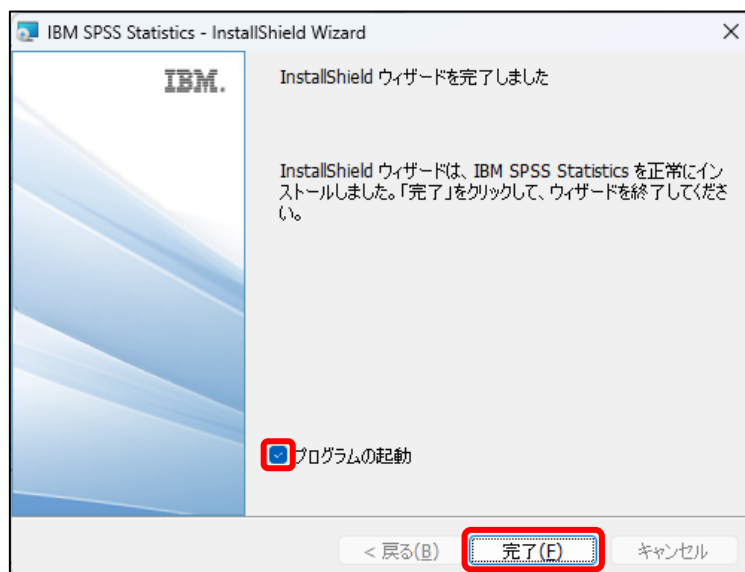 IBM SPSS Statistics - InstallShield Wizard
IBM.
InstallShield ウィザードを完了しました
InstallShield ウィザードは、IBM SPSS Statistics を正常にイン
ストールしました。「完了」をクリックして、ウィザードを終了してくださ
い。
プログラムの起動
< 戻る(B)
完了(F)
キャンセル